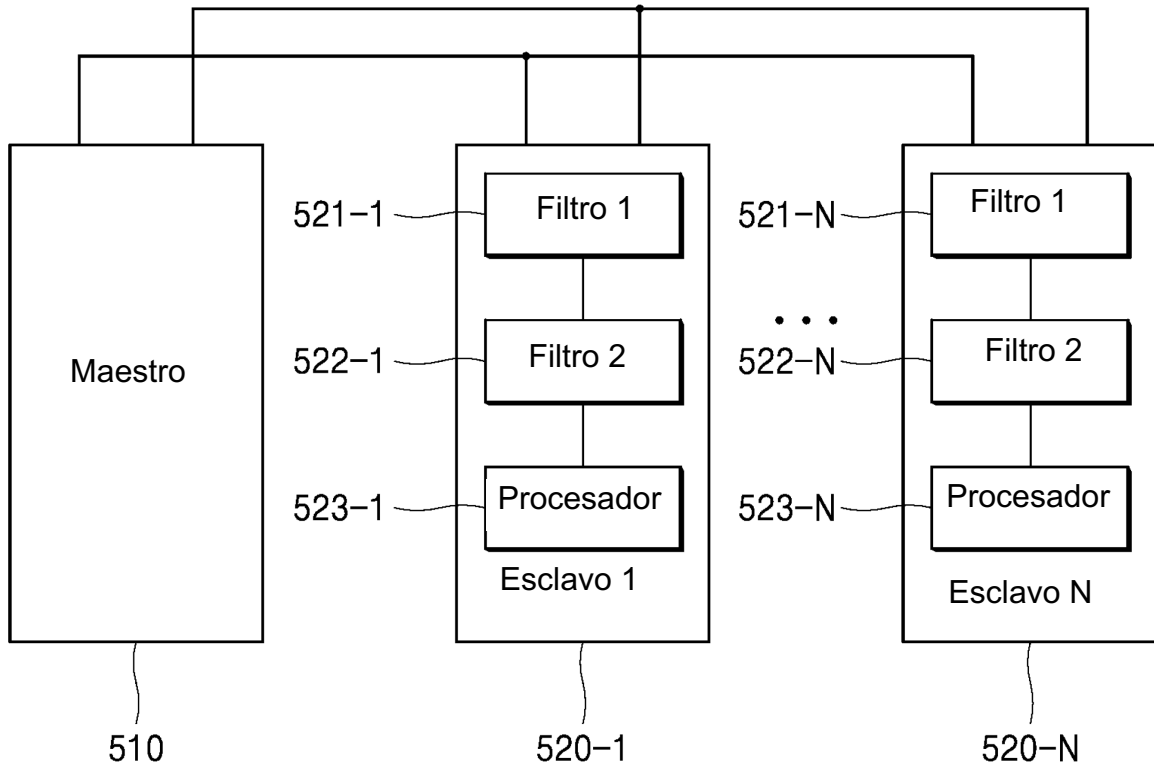 521-1
Filtro 1
521-N
Filtro 1
Maestro
522-1
Filtro 2
...
522-N
Filtro 2
523-1
Procesador
523-N
Procesador
Esclavo 1
Esclavo N
510
520-1
520-N